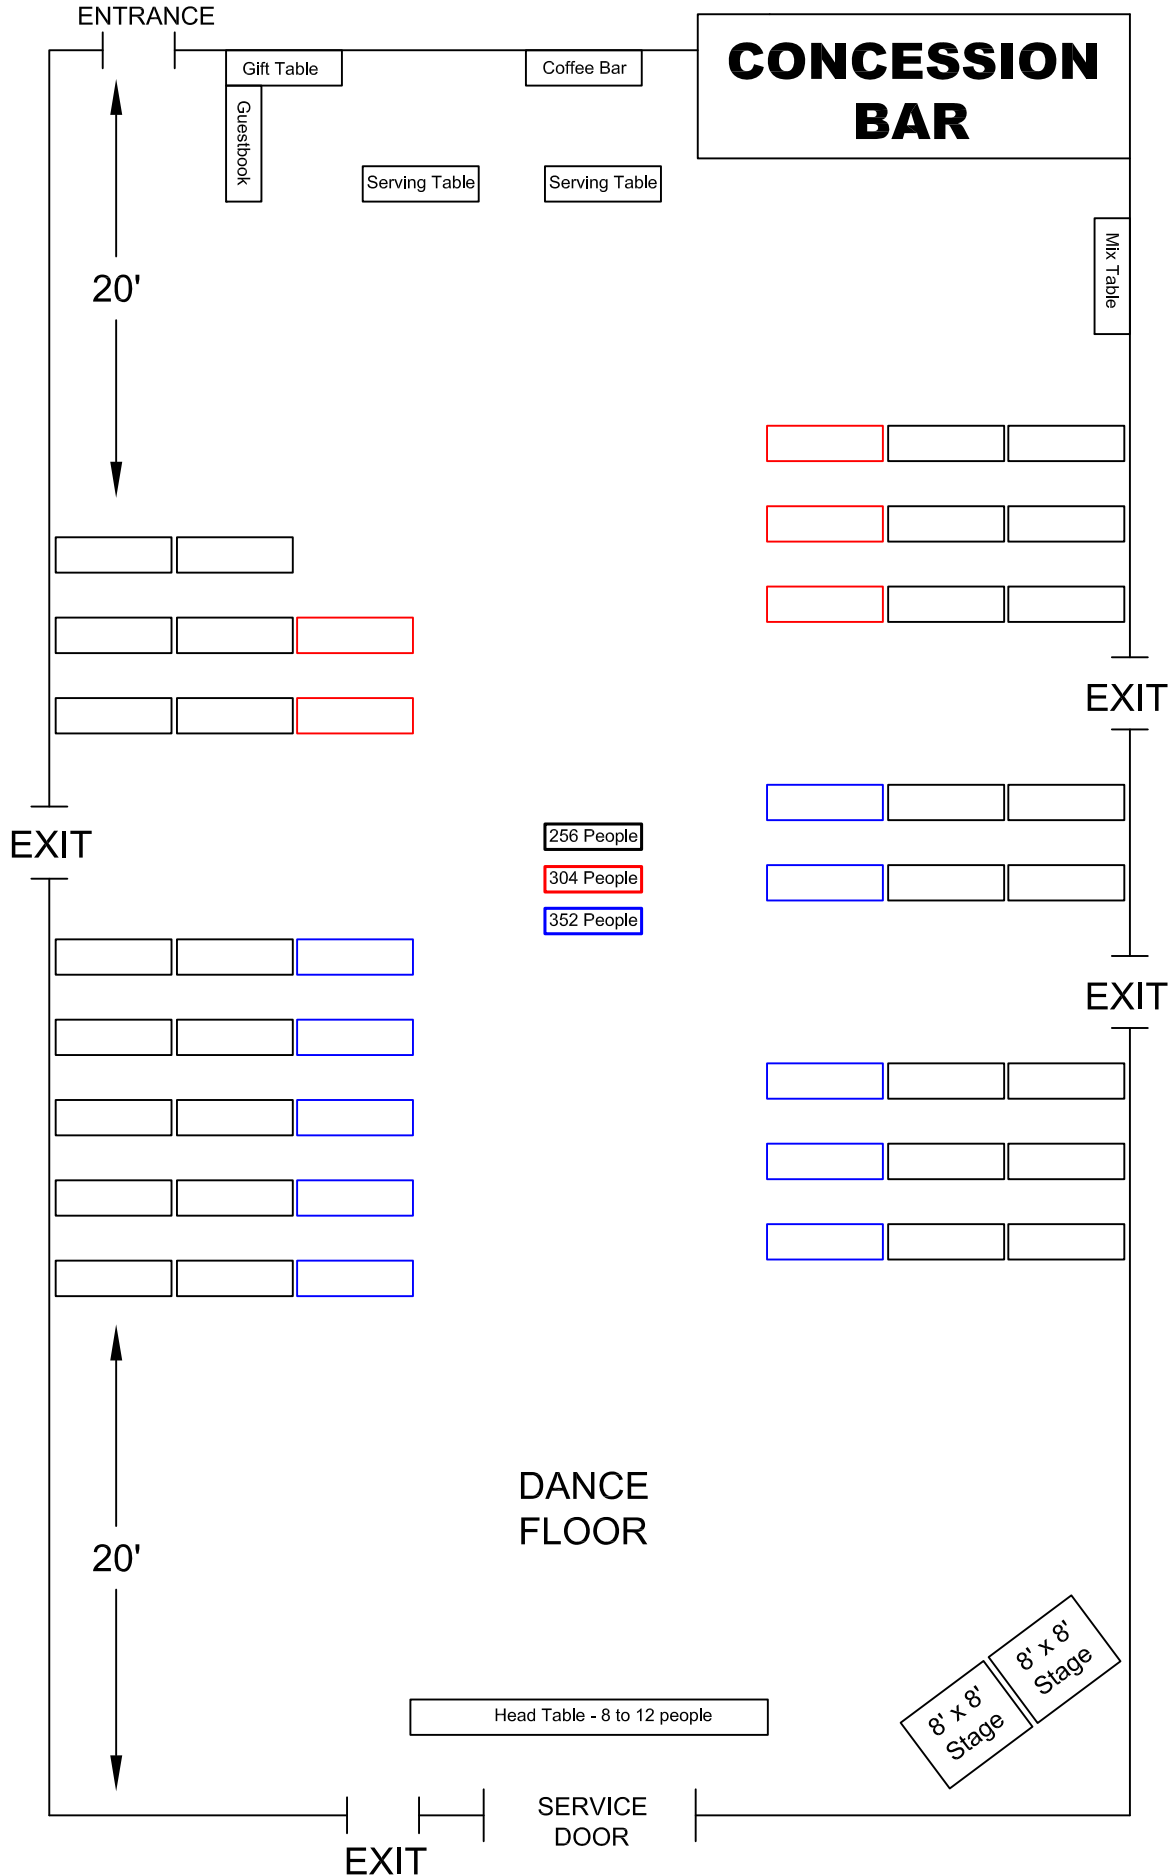 ENTRANCE
CONCESSION
BAR
Gift Table
Coffee Bar
Guestbook
Serving Table
Serving Table
Mix Table
20'
EXIT
EXIT
256 People
304 People
352 People
EXIT
DANCE
FLOOR
20'
8' x 8'
Stage
8' x 8'
Stage
Head Table - 8 to 12 people
SERVICE
DOOR
EXIT